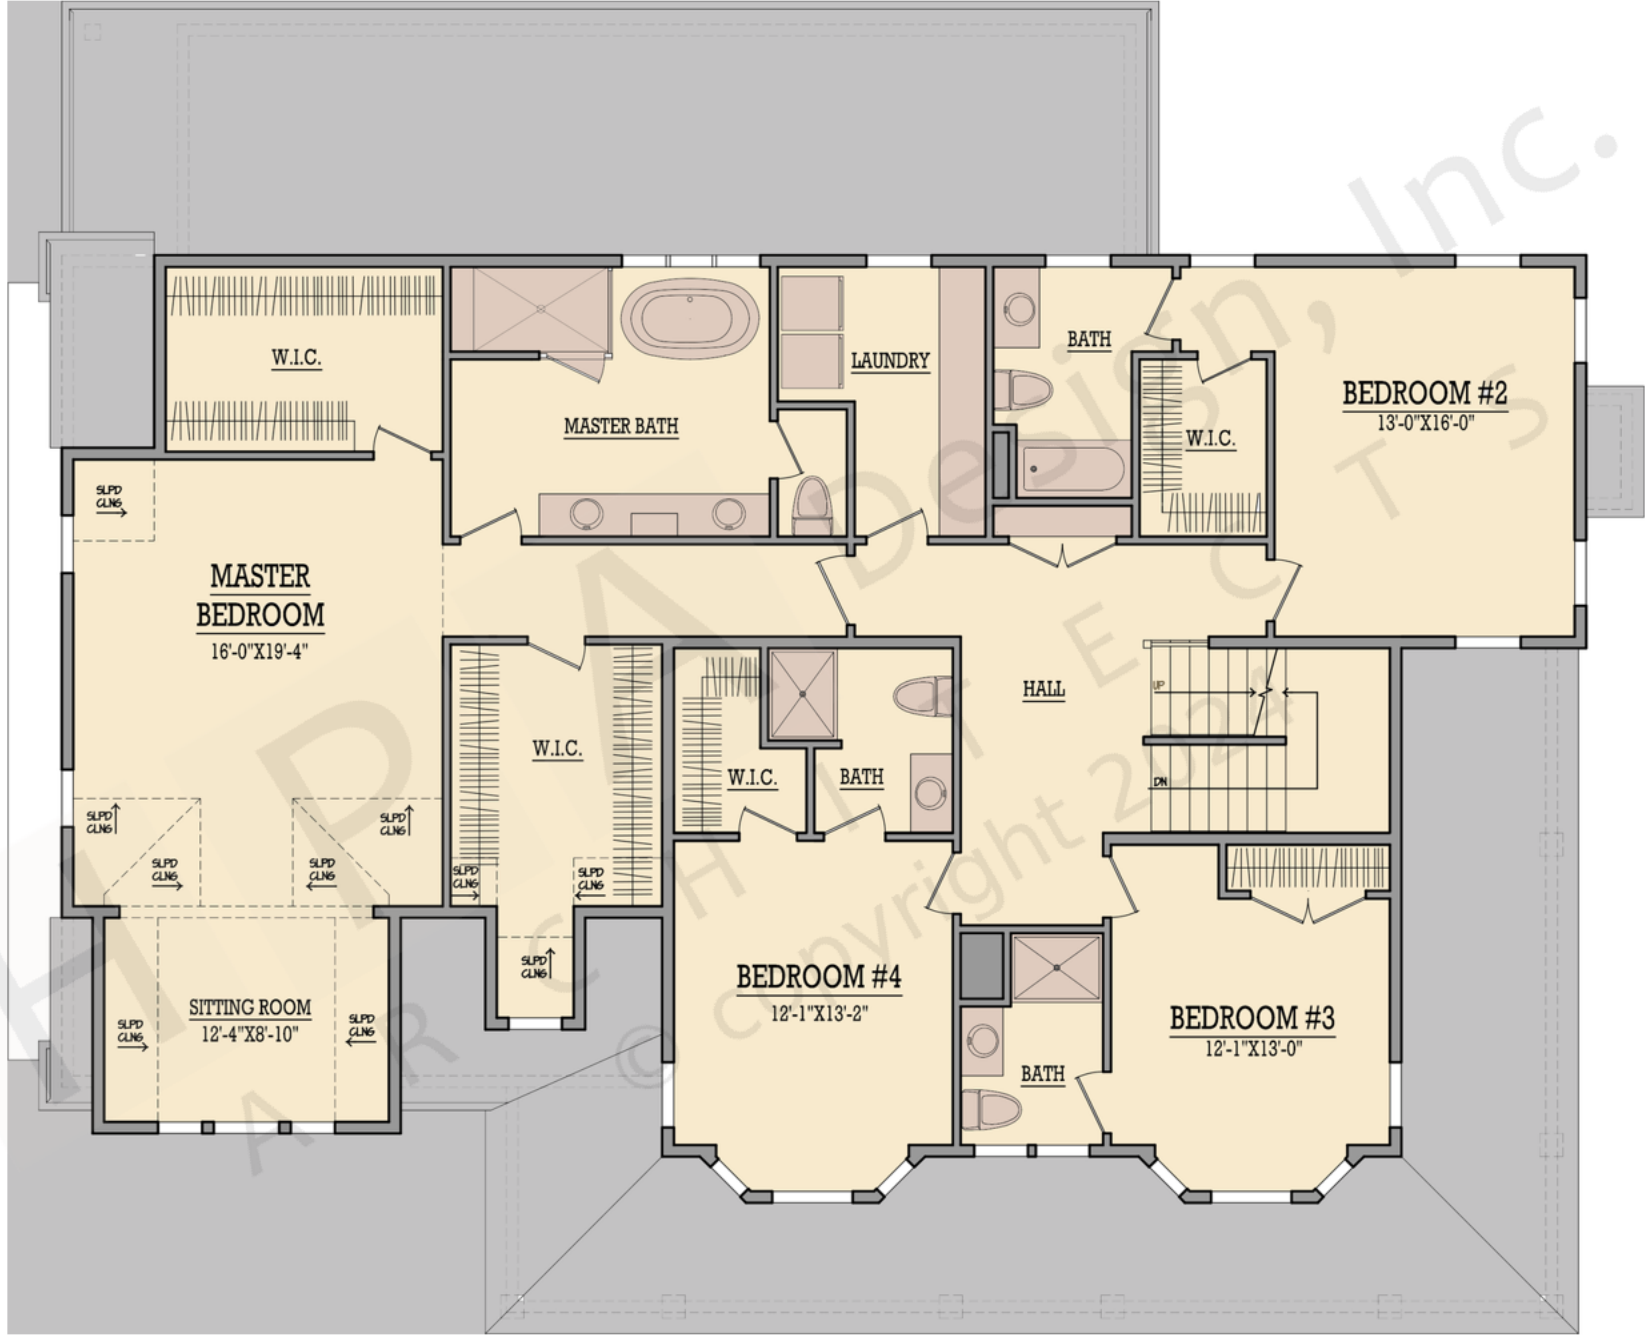 W.I.C.
MASTER BATH
LAUNDRY
BATH
W.I.C.
BEDROOM #2
13'-0"X16'-0"
SLPD
CLNG
MASTER
BEDROOM
16'-0"X19'-4"
W.I.C.
W.I.C.
BATH
HALL
UP
DN
SLPD
CLNG
SLPD
CLNG
SLPD
CLNG
SLPD
CLNG
SLPD
CLNG
SLPD
CLNG
SLPD
CLNG
SITTING ROOM
12'-4"X8'-10"
SLPD
CLNG
SLPD
CLNG
BEDROOM #4
12'-1"X13'-2"
BATH
BEDROOM #3
12'-1"X13'-0"
HPA Design, Inc.
ARCHITECTS
© copyright 2024